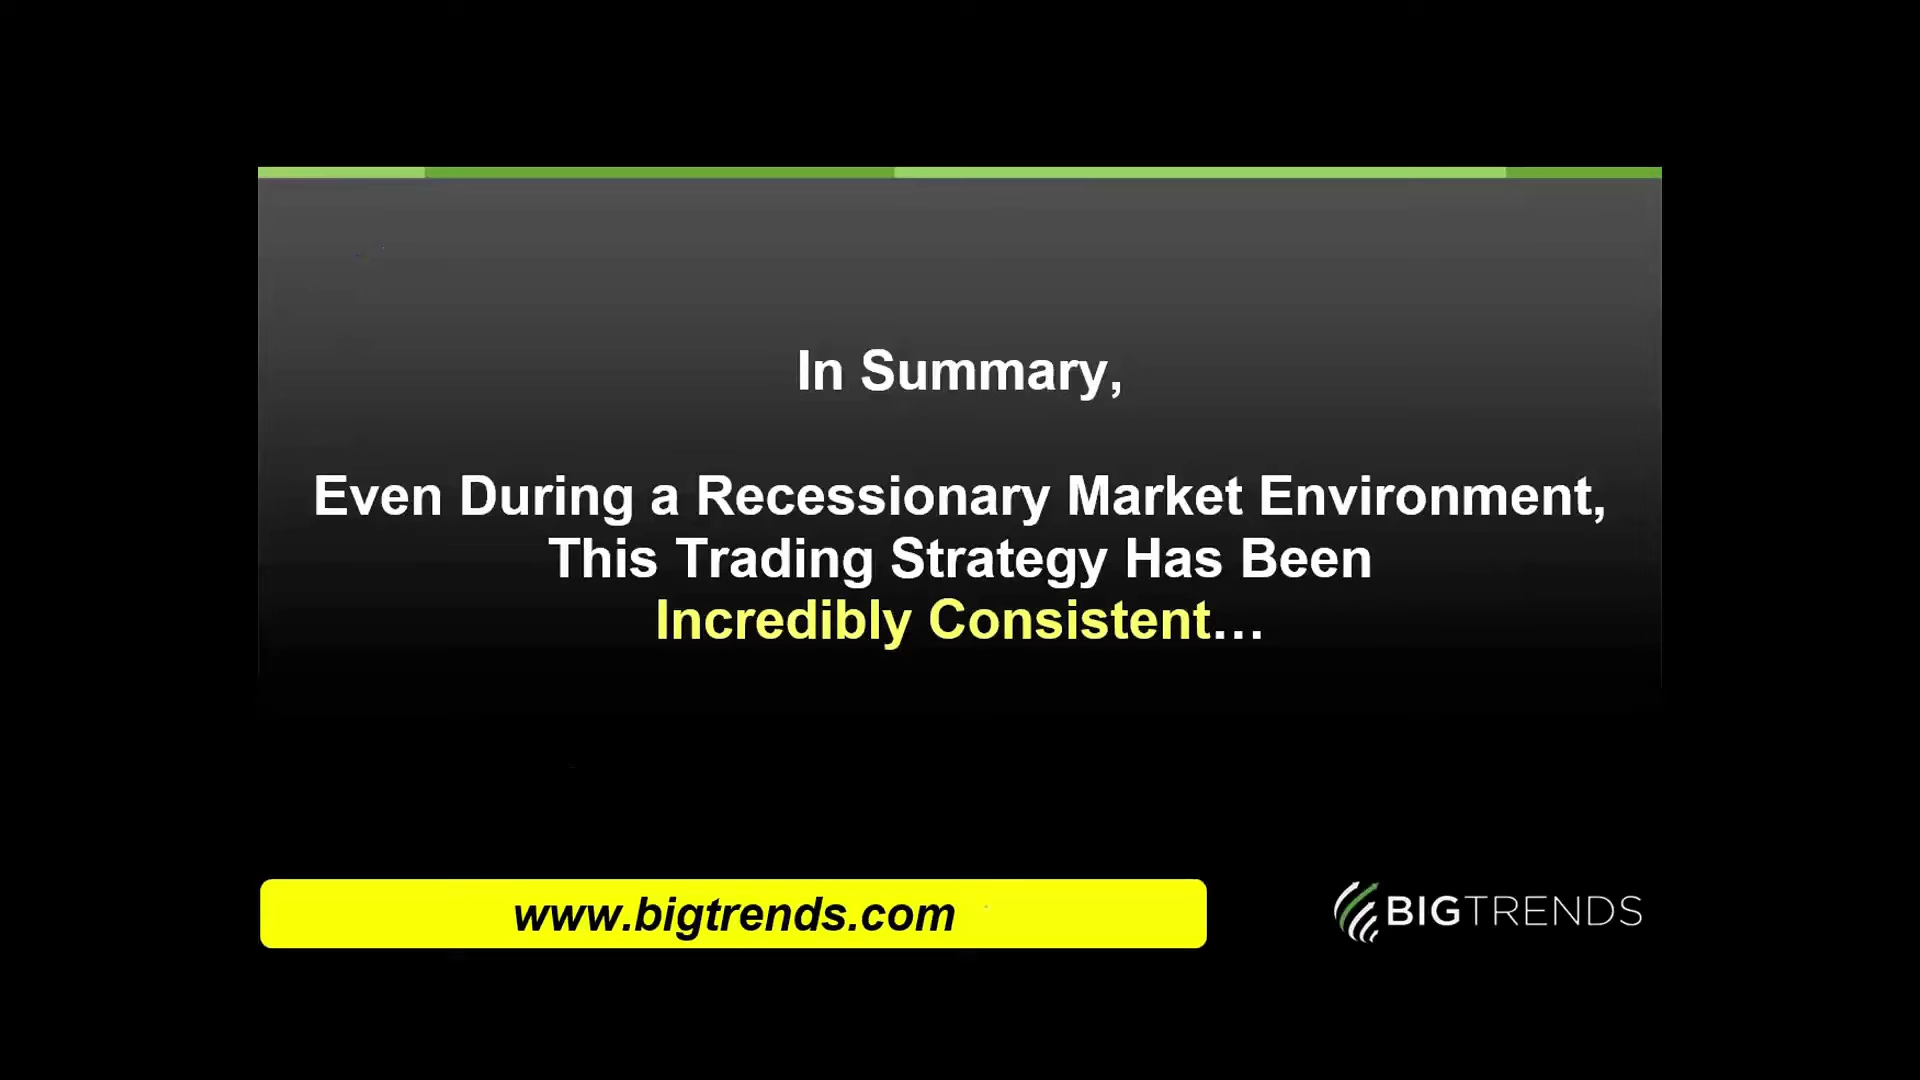 In Summary,
Even During a Recessionary Market Environment,
This Trading Strategy Has Been
Incredibly Consistent…
www.bigtrends.com
BIGTRENDS